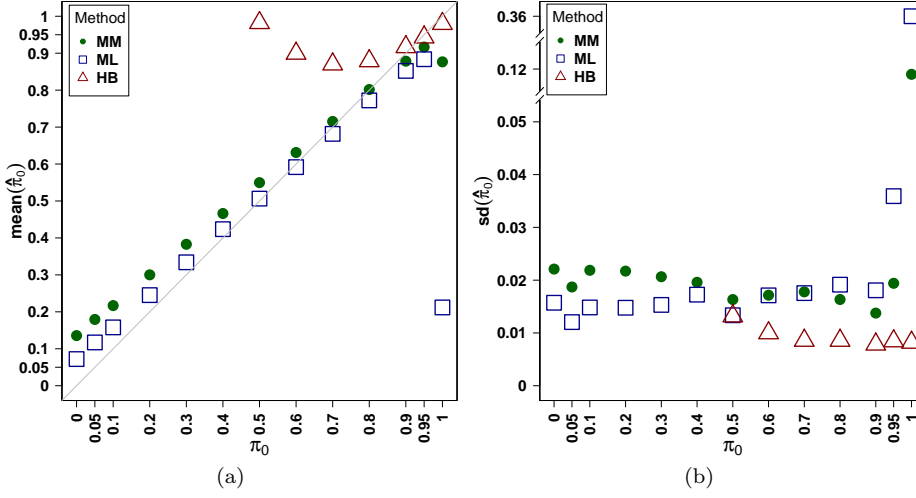 Method
MM
ML
HB
1
0.95
0.9
0.8
0.7
0.6
0.5
0.4
0.3
0.2
0.1
0.05
0
mean(π̂₀)
0 0.05 0.1 0.2 0.3 0.4 0.5 0.6 0.7 0.8 0.9 0.95 1
π₀
(a)
Method
MM
ML
HB
0.36
0.12
0.05
0.04
0.03
0.02
0.01
0
sd(π̂₀)
0 0.05 0.1 0.2 0.3 0.4 0.5 0.6 0.7 0.8 0.9 0.95 1
π₀
(b)